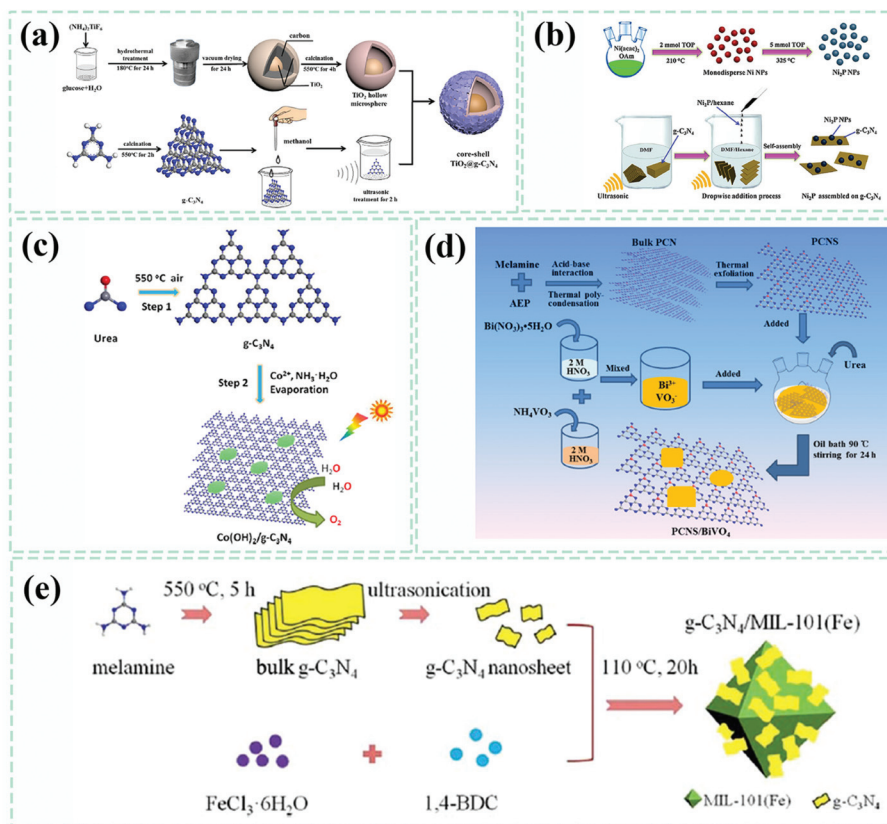 (a)
(NH₄)₂TiF₆
hydrothermal
treatment
180°C for 24 h
glucose+H₂O
vacuum drying
for 24 h
carbon
TiO₂
calcination
550°C for 4h
TiO₂ hollow
microsphere
calcination
550°C for 2h
g-C₃N₄
methanol
ultrasonic
treatment for 2 h
core-shell
TiO₂@g-C₃N₄
(b)
Ni(acac)₂
OAm
2 mmol TOP
210 °C
Monodisperse Ni NPs
5 mmol TOP
325 °C
Ni₂P NPs
g-C₃N₄
DMF
Ultrasonic
Ni₂P/hexane
DMF/Hexane
Dropwise addition process
Self-assembly
Ni₂P NPs
g-C₃N₄
Ni₂P assembled on g-C₃N₄
(c)
Urea
550 °C air
Step 1
g-C₃N₄
Step 2
Co²⁺, NH₃·H₂O
Evaporation
H₂O
H₂O
O₂
Co(OH)₂/g-C₃N₄
(d)
Melamine
AEP
Acid-base
interaction
Thermal poly-
condensation
Bulk PCN
Thermal
exfoliation
PCNS
Added
Bi(NO₃)₃•5H₂O
2 M
HNO₃
NH₄VO₃
2 M
HNO₃
Mixed
Bi³⁺
VO₃⁻
Added
Urea
Oil bath 90 ℃
stirring for 24 h
PCNS/BiVO₄
(e)
melamine
550 °C, 5 h
bulk g-C₃N₄
ultrasonication
g-C₃N₄ nanosheet
FeCl₃·6H₂O
1,4-BDC
110 °C, 20h
g-C₃N₄/MIL-101(Fe)
MIL-101(Fe)
g-C₃N₄